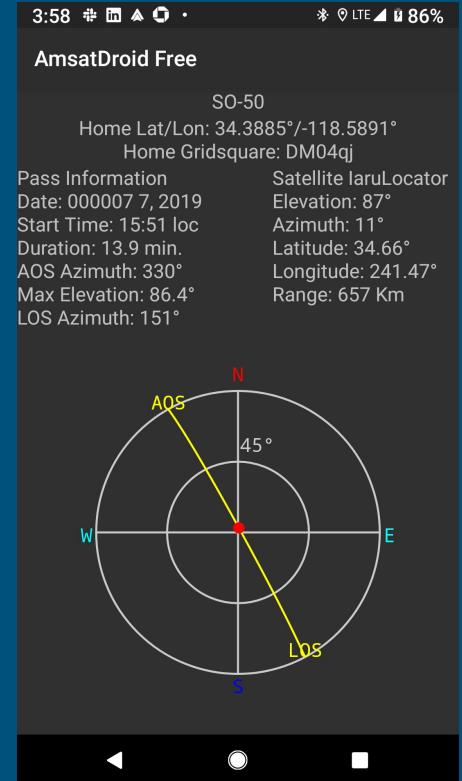 3:58 LTE 86%
AmsatDroid Free
SO-50
Home Lat/Lon: 34.3885°/-118.5891°
Home Gridsquare: DM04qj
Pass Information
Date: 000007 7, 2019
Start Time: 15:51 loc
Duration: 13.9 min.
AOS Azimuth: 330°
Max Elevation: 86.4°
LOS Azimuth: 151°
Satellite IaruLocator
Elevation: 87°
Azimuth: 11°
Latitude: 34.66°
Longitude: 241.47°
Range: 657 Km
N
AOS
45°
W
E
LOS
S